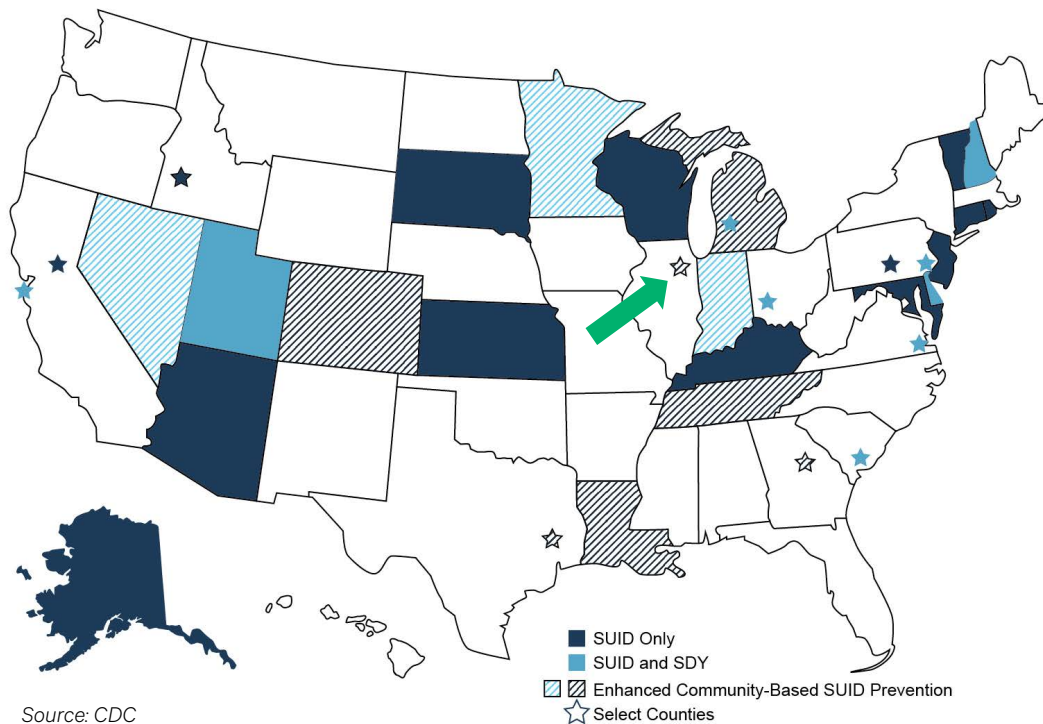 SUID Only
SUID and SDY
Enhanced Community-Based SUID Prevention
Select Counties
Source: CDC